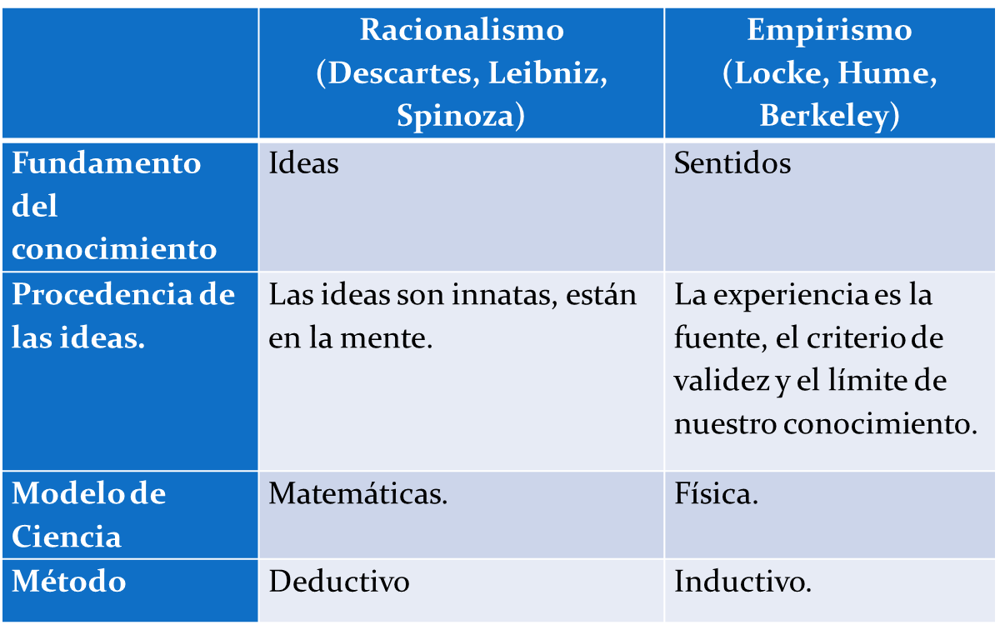 Racionalismo
(Descartes, Leibniz,
Spinoza)
Empirismo
(Locke, Hume,
Berkeley)
Fundamento
del
conocimiento
Ideas
Sentidos
Procedencia de
las ideas.
Las ideas son innatas, están
en la mente.
La experiencia es la
fuente, el criterio de
validez y el límite de
nuestro conocimiento.
Modelo de
Ciencia
Matemáticas.
Física.
Método
Deductivo
Inductivo.